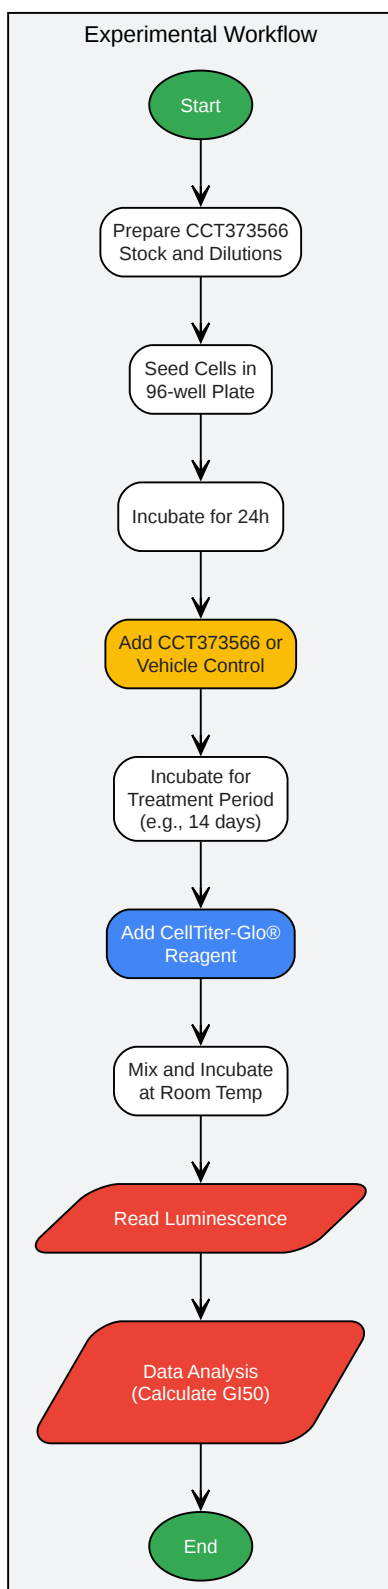 Experimental Workflow
Start
Prepare CCT373566
Stock and Dilutions
Seed Cells in
96-well Plate
Incubate for 24h
Add CCT373566 or
Vehicle Control
Incubate for
Treatment Period
(e.g., 14 days)
Add CellTiter-Glo®
Reagent
Mix and Incubate
at Room Temp
Read Luminescence
Data Analysis
(Calculate GI50)
End